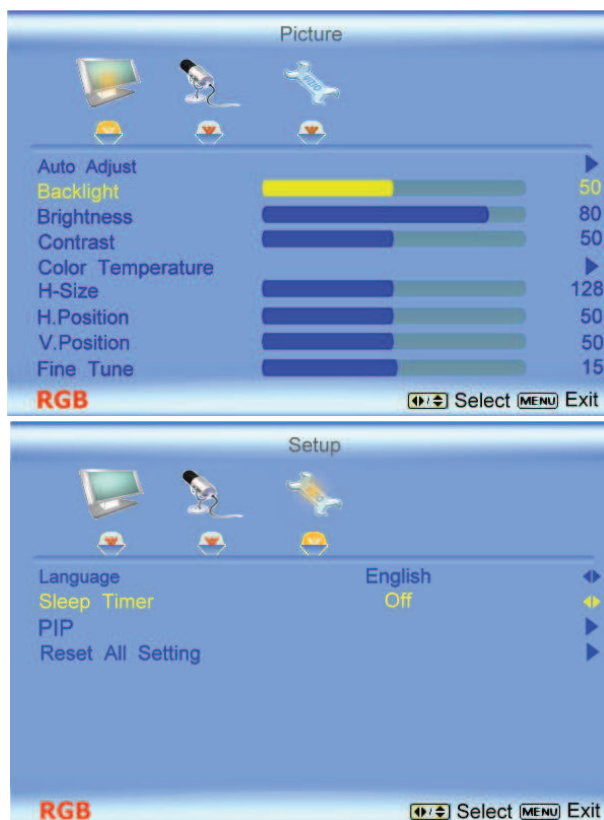 Picture
Auto Adjust
Backlight 50
Brightness 80
Contrast 50
Color Temperature
H-Size 128
H.Position 50
V.Position 50
Fine Tune 15
RGB Select MENU Exit
Setup
Language English
Sleep Timer Off
PIP
Reset All Setting
RGB Select MENU Exit